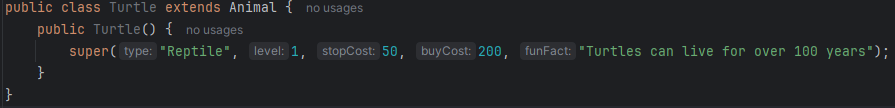 public class Turtle extends Animal { no usages
public Turtle() { no usages
super( type: "Reptile", level: 1, stopCost: 50, buyCost: 200, funFact: "Turtles can live for over 100 years");
}
}